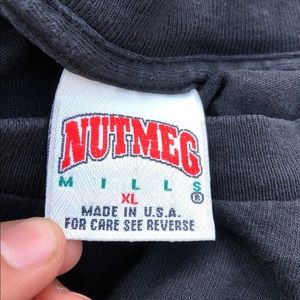 NUTMEG
MILLS
XL ®
MADE IN U.S.A.
FOR CARE SEE REVERSE